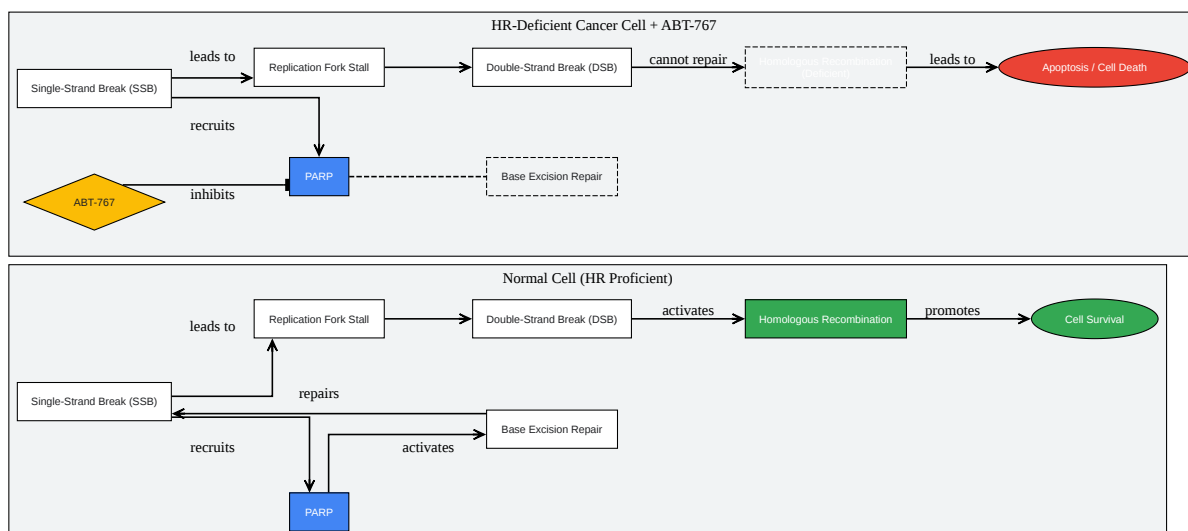 HR-Deficient Cancer Cell + ABT-767
leads to
Replication Fork Stall
Double-Strand Break (DSB)
cannot repair
Homologous Recombination
(Deficient)
leads to
Apoptosis / Cell Death
Single-Strand Break (SSB)
recruits
PARP
Base Excision Repair
ABT-767
inhibits
Normal Cell (HR Proficient)
leads to
Replication Fork Stall
Double-Strand Break (DSB)
activates
Homologous Recombination
promotes
Cell Survival
Single-Strand Break (SSB)
repairs
Base Excision Repair
recruits
activates
PARP